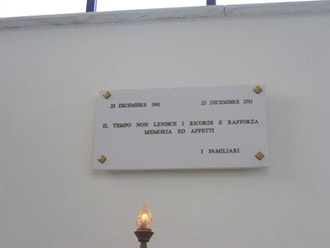 23 DICEMBRE 1961 23 DICEMBRE 2011
IL TEMPO NON LENISCE I RICORDI E RAFFORZA
MEMORIA ED AFFETTI
I FAMILIARI